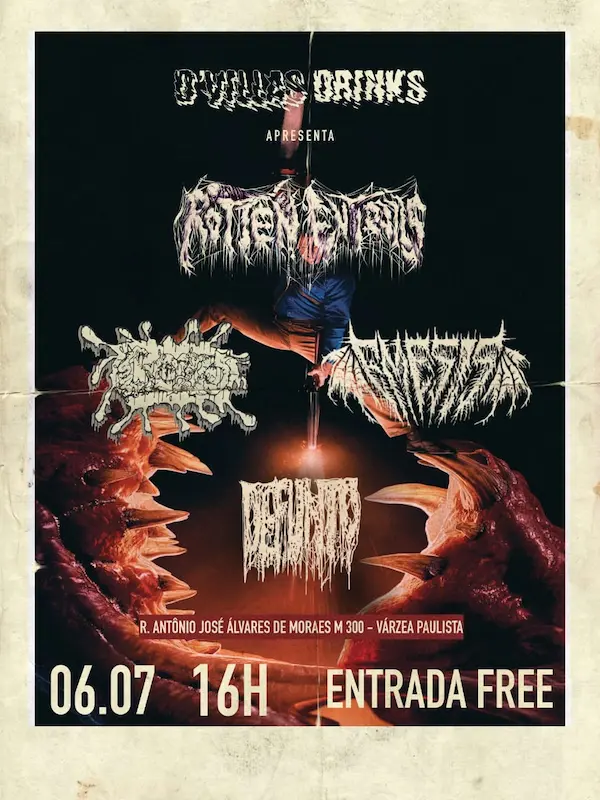 D'VILLAS DRINKS
APRESENTA
ROTTEN ENTRAILS
DEFUNTO
R. ANTÔNIO JOSÉ ÁLVARES DE MORAES M 300 – VÁRZEA PAULISTA
06.07 16H ENTRADA FREE